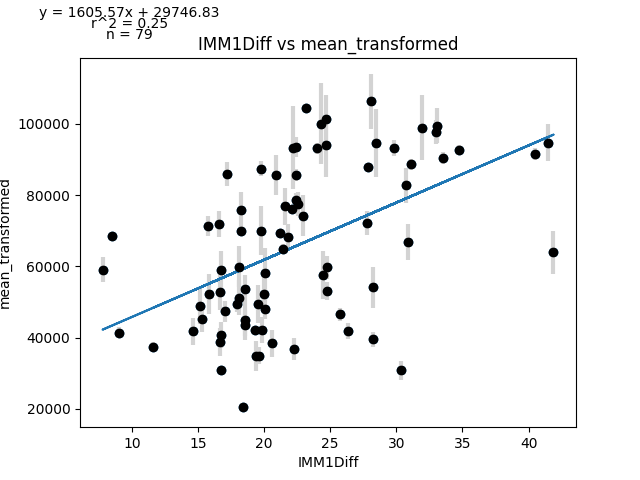 y = 1605.57x + 29746.83
r^2 = 0.25
n = 79
IMM1Diff vs mean_transformed
100000
80000
60000
40000
20000
mean_transformed
10 15 20 25 30 35 40
IMM1Diff